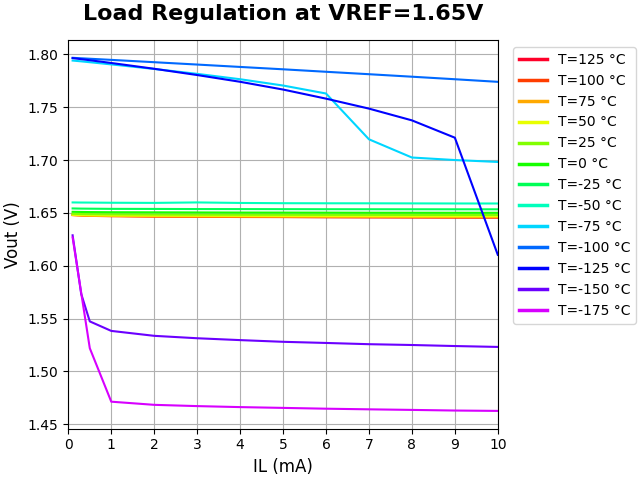 Load Regulation at VREF=1.65V
Vout (V)
1.80
1.75
1.70
1.65
1.60
1.55
1.50
1.45
0 1 2 3 4 5 6 7 8 9 10
IL (mA)
T=125 °C
T=100 °C
T=75 °C
T=50 °C
T=25 °C
T=0 °C
T=-25 °C
T=-50 °C
T=-75 °C
T=-100 °C
T=-125 °C
T=-150 °C
T=-175 °C